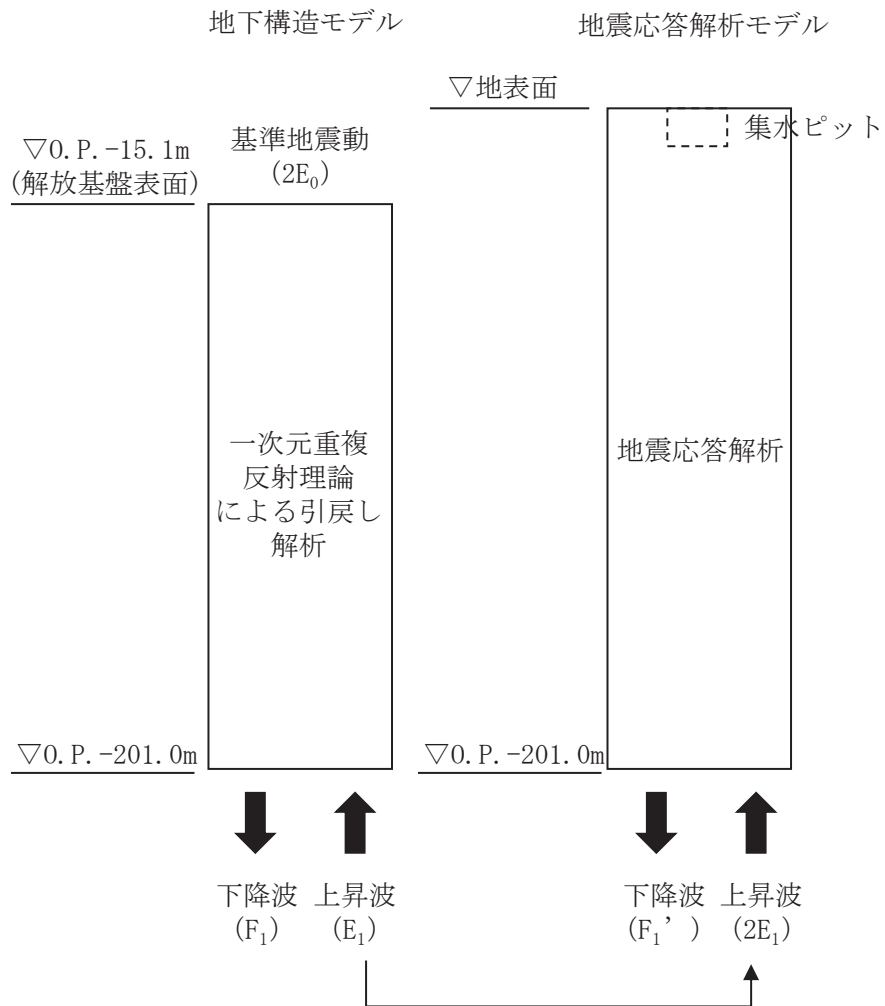 地下構造モデル
▽O.P.-15.1m
(解放基盤表面)
基準地震動
(2E₀)
一次元重複
反射理論
による引戻し
解析
▽O.P.-201.0m
下降波
(F₁)
上昇波
(E₁)
地震応答解析モデル
▽地表面
集水ピット
地震応答解析
▽O.P.-201.0m
下降波
(F₁’)
上昇波
(2E₁)